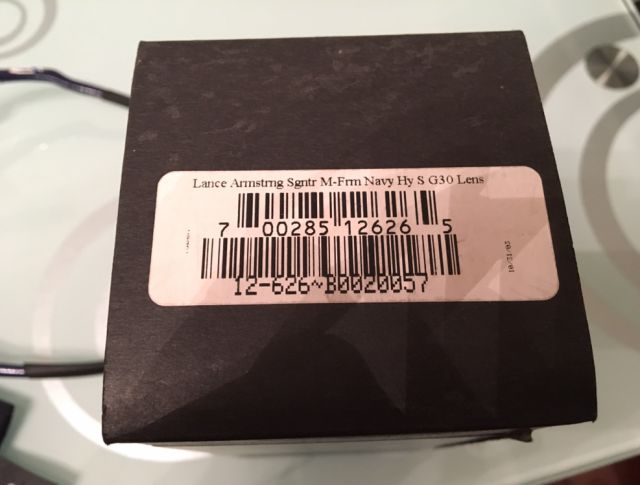 Lance Armstrng Sgntr M-Frm Navy Hy S G30 Lens
7 00285 12626 5
12-626~B0020057